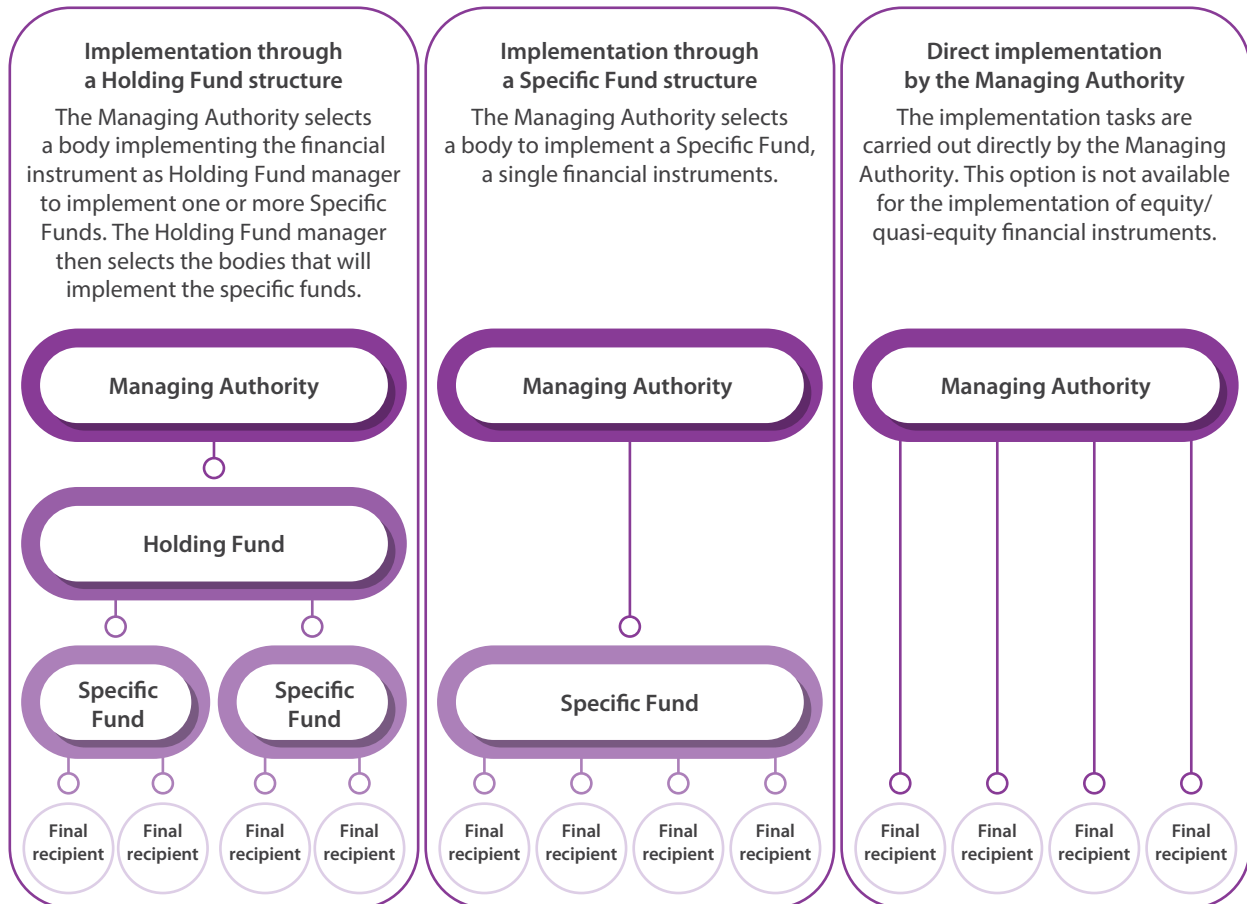 Implementation through
a Holding Fund structure
The Managing Authority selects
a body implementing the financial
instrument as Holding Fund manager
to implement one or more Specific
Funds. The Holding Fund manager
then selects the bodies that will
implement the specific funds.
Managing Authority
Holding Fund
Specific
Fund
Specific
Fund
Final
recipient
Final
recipient
Final
recipient
Final
recipient
Implementation through
a Specific Fund structure
The Managing Authority selects
a body to implement a Specific Fund,
a single financial instruments.
Managing Authority
Specific Fund
Final
recipient
Final
recipient
Final
recipient
Final
recipient
Direct implementation
by the Managing Authority
The implementation tasks are
carried out directly by the Managing
Authority. This option is not available
for the implementation of equity/
quasi-equity financial instruments.
Managing Authority
Final
recipient
Final
recipient
Final
recipient
Final
recipient